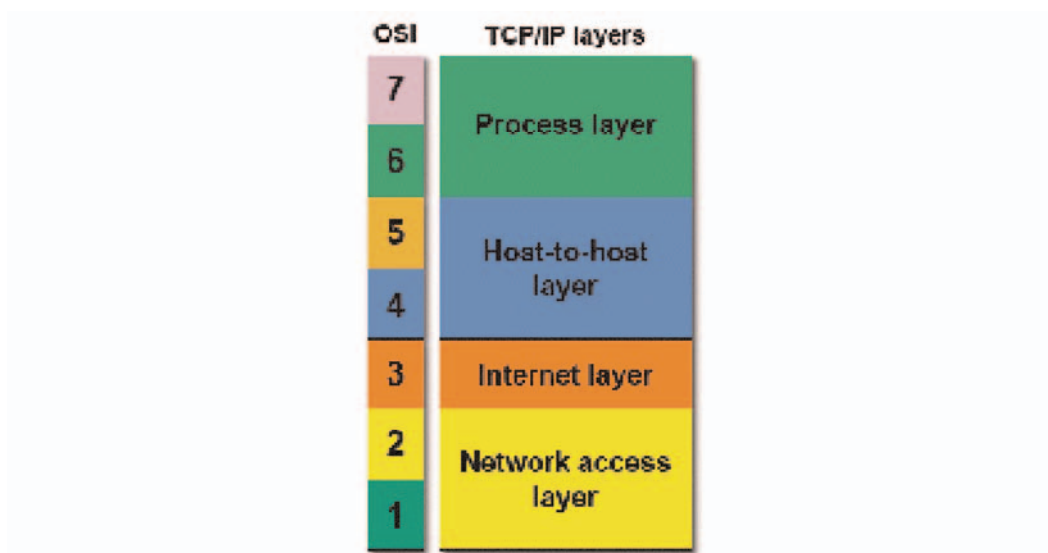 OSI TCP/IP layers
7
Process layer
6
5
Host-to-host
layer
4
3 Internet layer
2
Network access
layer
1